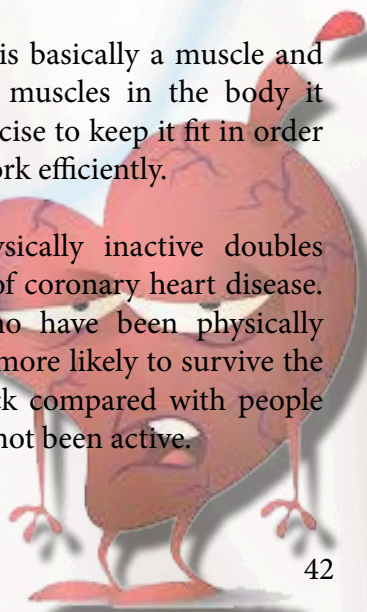 is basically a muscle and
muscles in the body it
cise to keep it fit in order
rk efficiently.
ysically inactive doubles
of coronary heart disease.
no have been physically
more likely to survive the
ck compared with people
not been active.
42